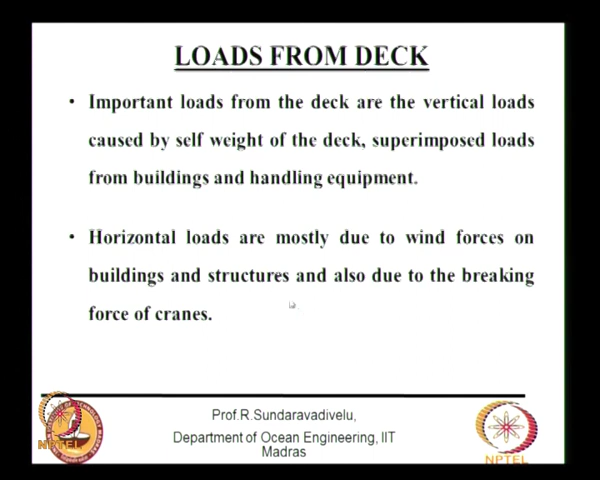 LOADS FROM DECK
• Important loads from the deck are the vertical loads
caused by self weight of the deck, superimposed loads
from buildings and handling equipment.
• Horizontal loads are mostly due to wind forces on
buildings and structures and also due to the breaking
force of cranes.
Prof.R.Sundaravadivelu,
Department of Ocean Engineering, IIT
Madras
NPTEL
NPTEL